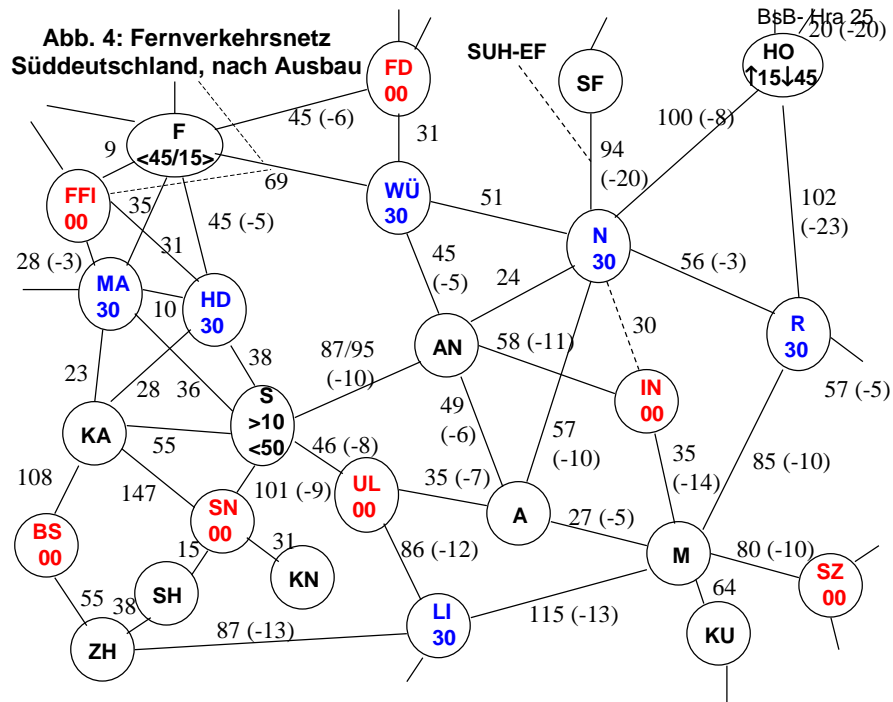 BsB- Hra 25
Abb. 4: Fernverkehrsnetz
Süddeutschland, nach Ausbau
SUH-EF
20 (-20)
HO
↑15↓45
FD
00
SF
45 (-6)
100 (-8)
F
<45/15>
9
31
94
(-20)
69
FFI
00
35
WÜ
30
51
102
(-23)
31
45 (-5)
N
30
28 (-3)
45
(-5)
24
56 (-3)
MA
30
10
HD
30
R
30
30
87/95
(-10)
AN
58 (-11)
38
23
28
36
57 (-5)
S
>10
<50
IN
00
49
(-6)
KA
55
46 (-8)
57
(-10)
35
(-14)
85 (-10)
108
147
101 (-9)
UL
00
35 (-7)
SN
00
A
27 (-5)
BS
00
15
31
86 (-12)
M
80 (-10)
SZ
00
KN
SH
64
55
38
115 (-13)
LI
30
87 (-13)
KU
ZH